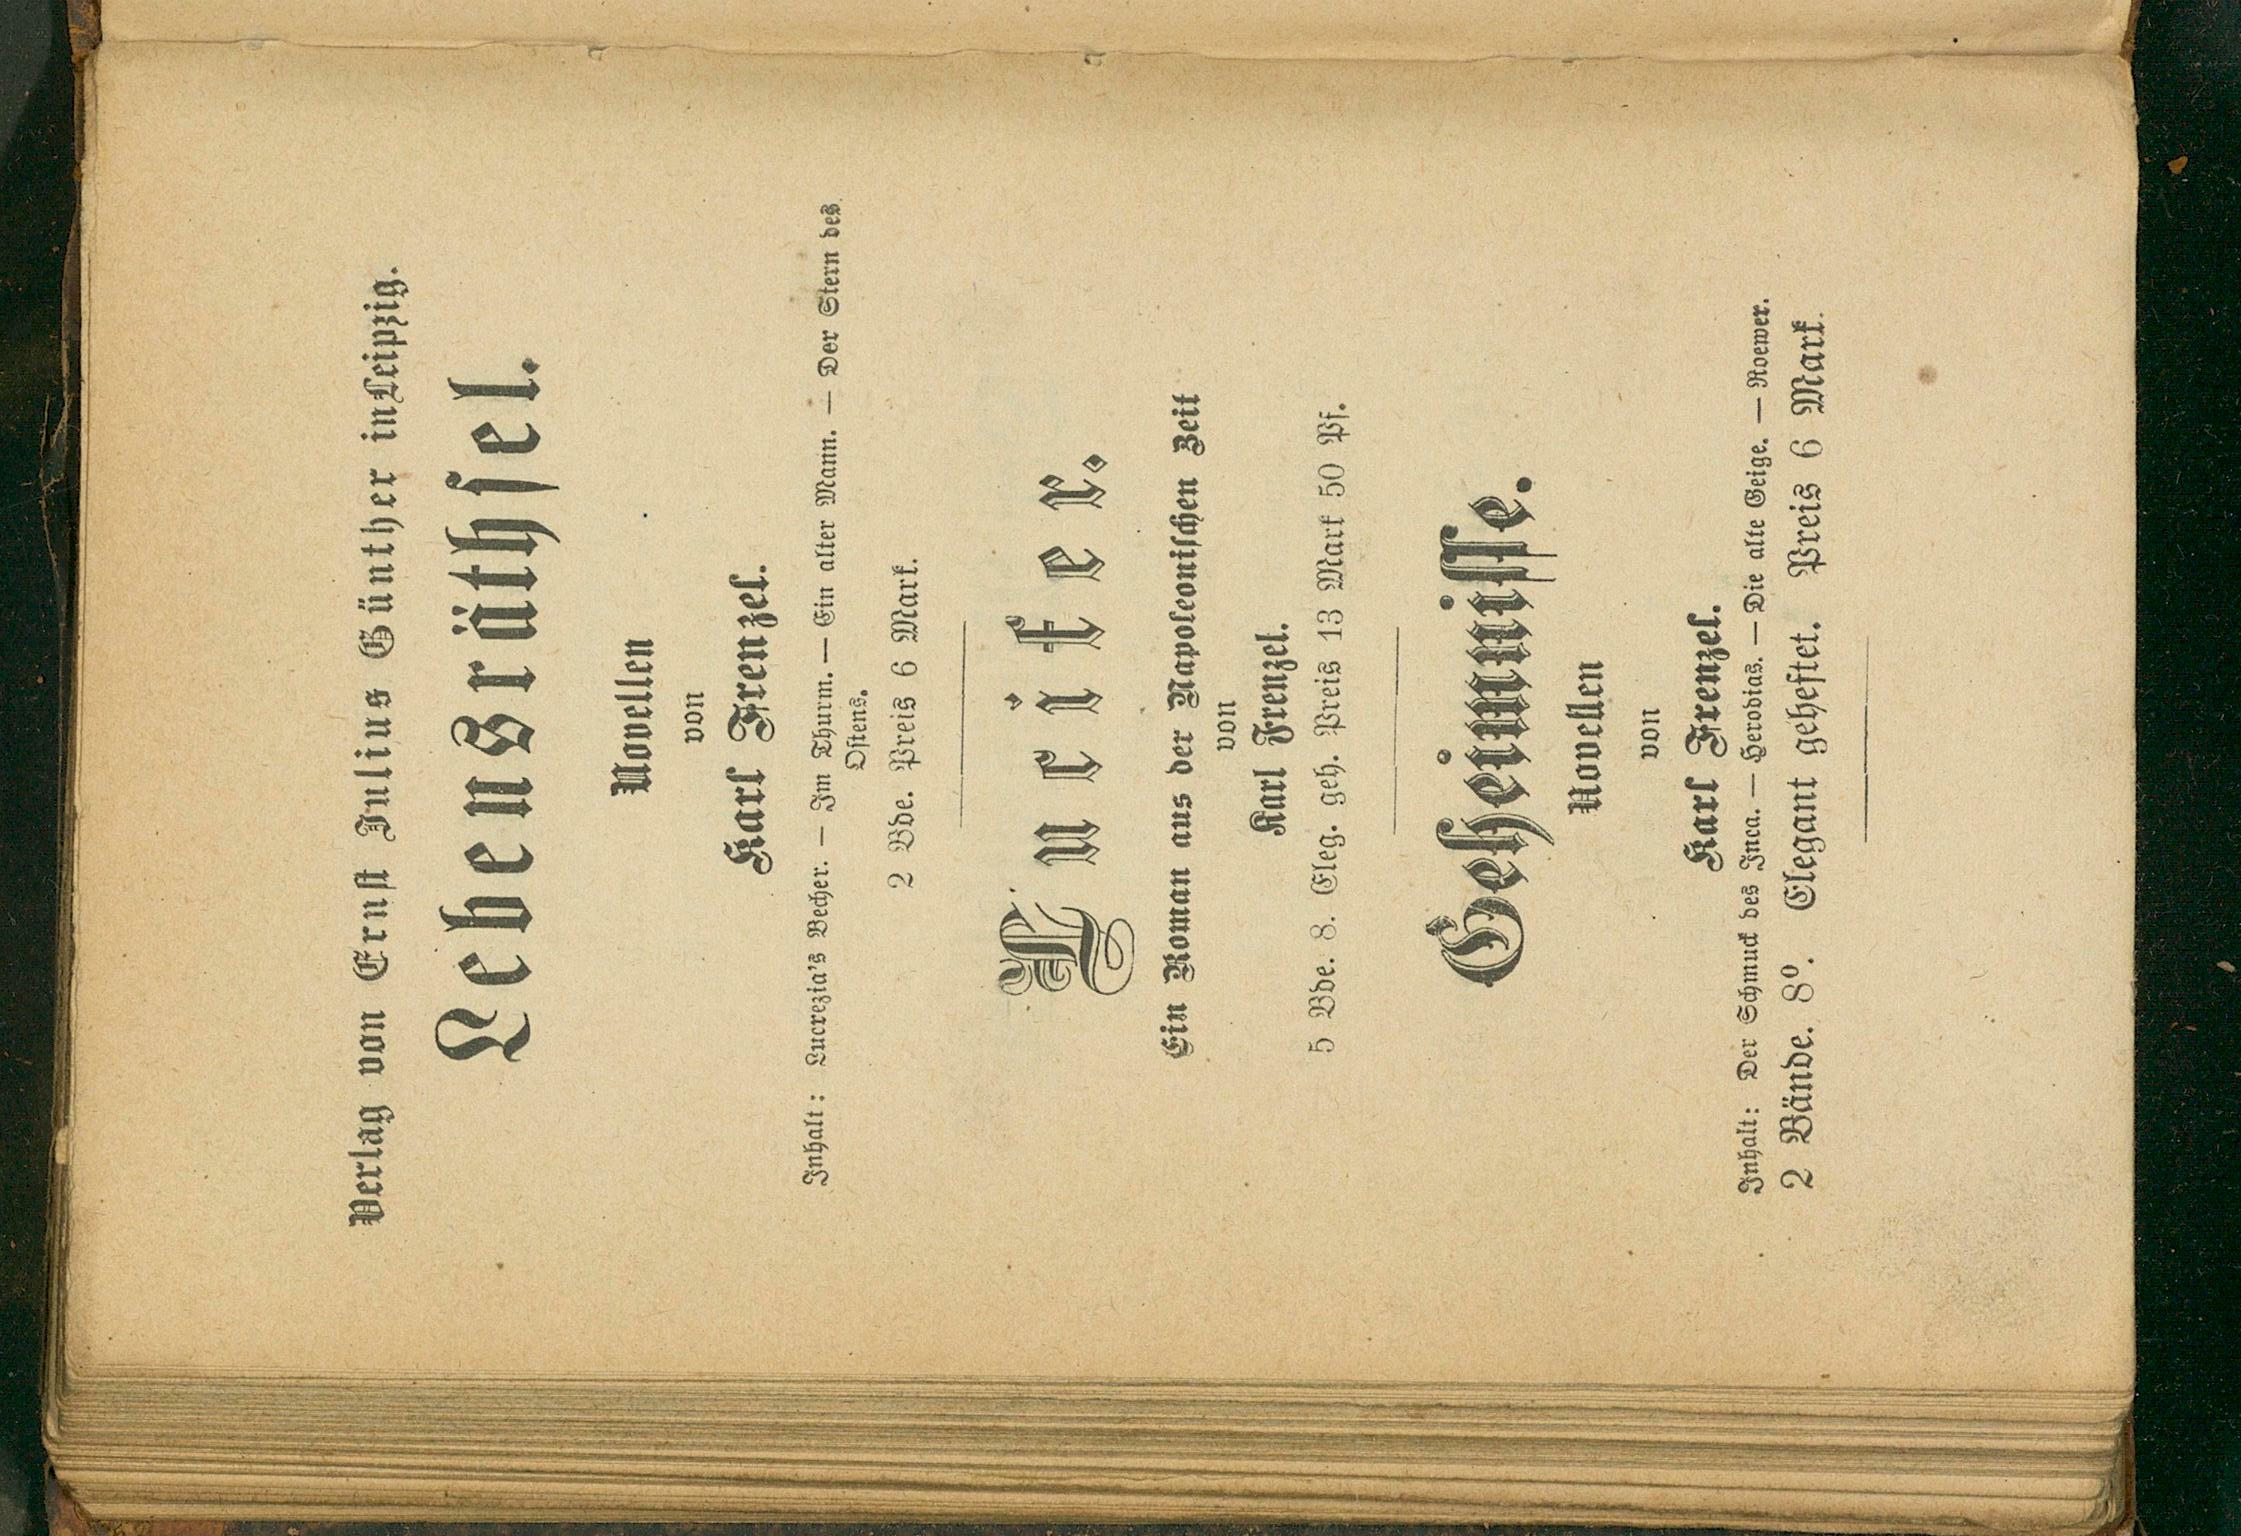 Verlag von Ernst Julius Günther in Leipzig.
Lebensräthsel.
Novellen
von
Karl Frenzel.
Inhalt: Lucrezia's Becher. — Im Thurm. — Ein alter Mann. — Der Stern des
Ostens.
2 Bde. Preis 6 Mark.
Lucifer.
Ein Roman aus der Napoleonischen Zeit
von
Karl Frenzel.
5 Bde. 8. Eleg. geh. Preis 13 Mark 50 Pf.
Geheimnisse.
Novellen
von
Karl Frenzel.
Inhalt: Der Schmuck des Inca. — Herodias. — Die alte Geige. — Roewer.
2 Bände. 8º. Elegant geheftet. Preis 6 Mark.